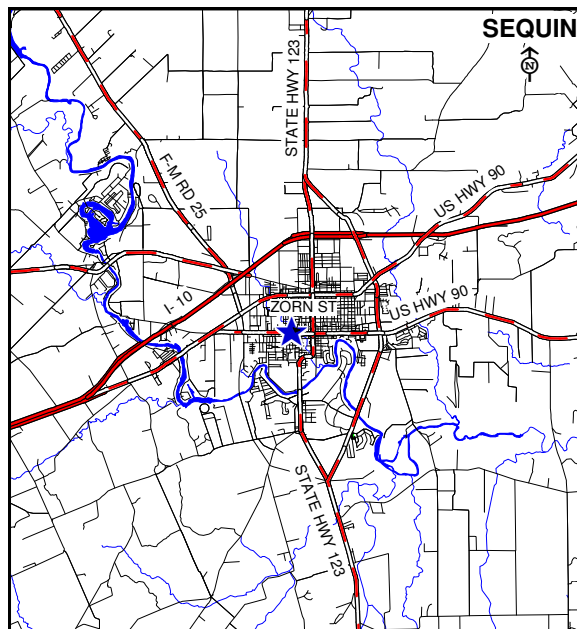 SEQUIN
N
STATE HWY 123
F-M RD 25
US HWY 90
I- 10
ZORN ST
US HWY 90
STATE HWY 123